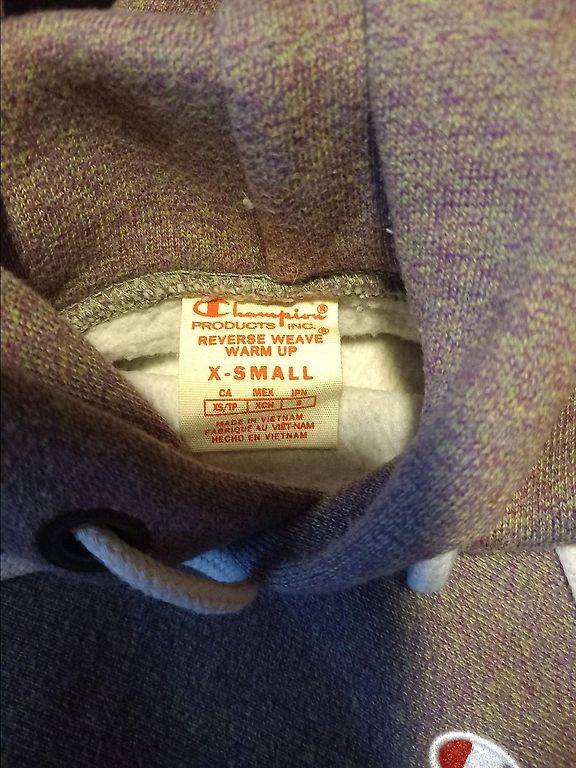 Champion®
PRODUCTS INC.®
REVERSE WEAVE
WARM UP
X-SMALL
CA MEX JPN
XS/TP XCH S
MADE IN VIETNAM
FABRIQUÉ AU VIÊT-NAM
HECHO EN VIETNAM